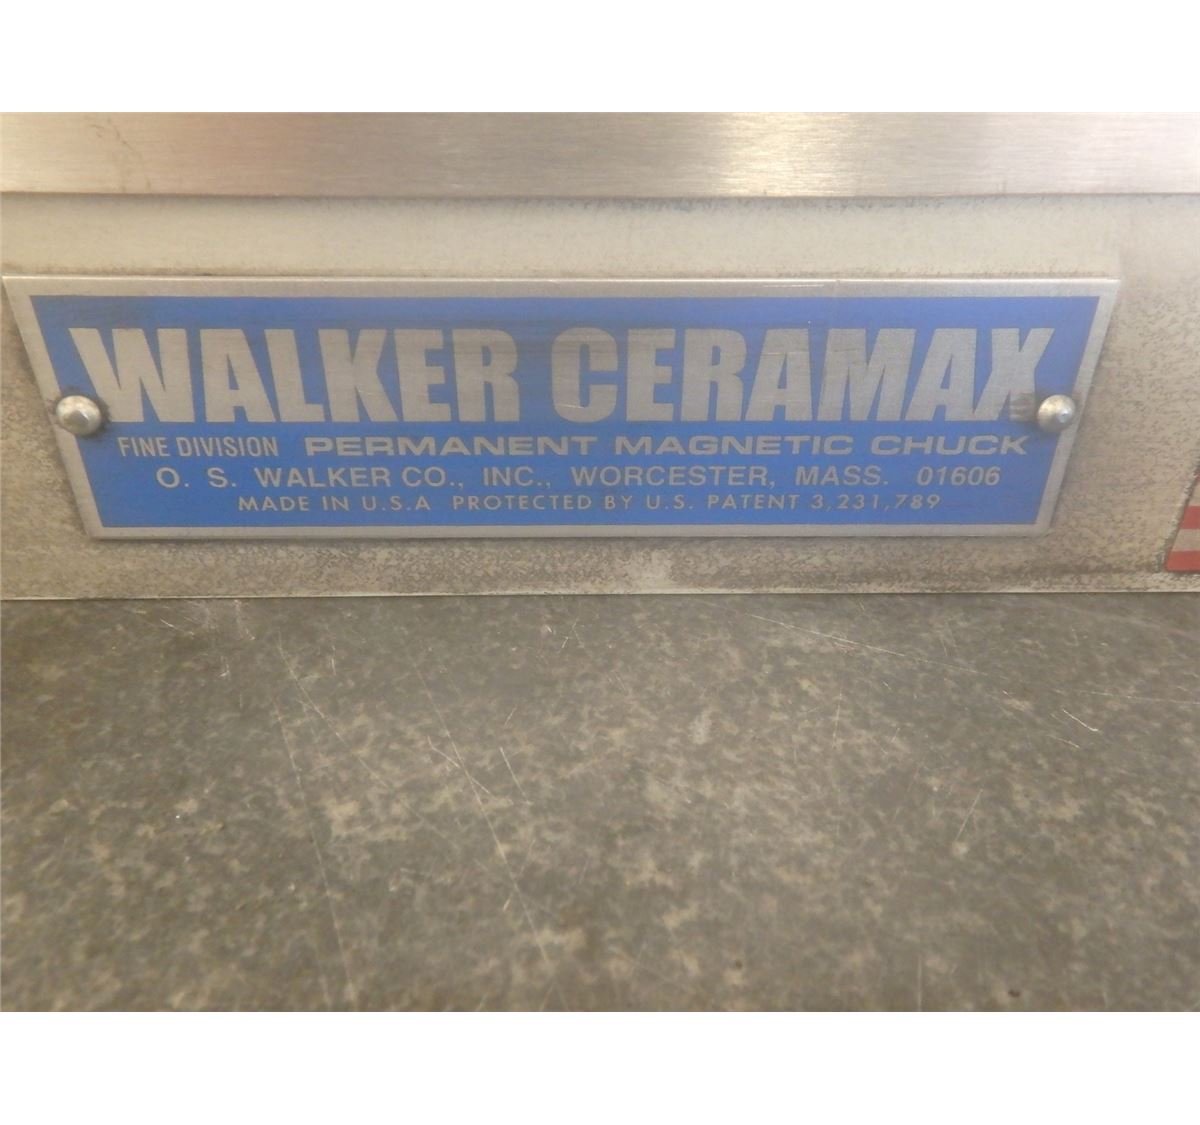 WALKER CERAMAX
FINE DIVISION PERMANENT MAGNETIC CHUCK
O. S. WALKER CO., INC., WORCESTER, MASS. 01606
MADE IN U.S.A PROTECTED BY U.S. PATENT 3,231,789